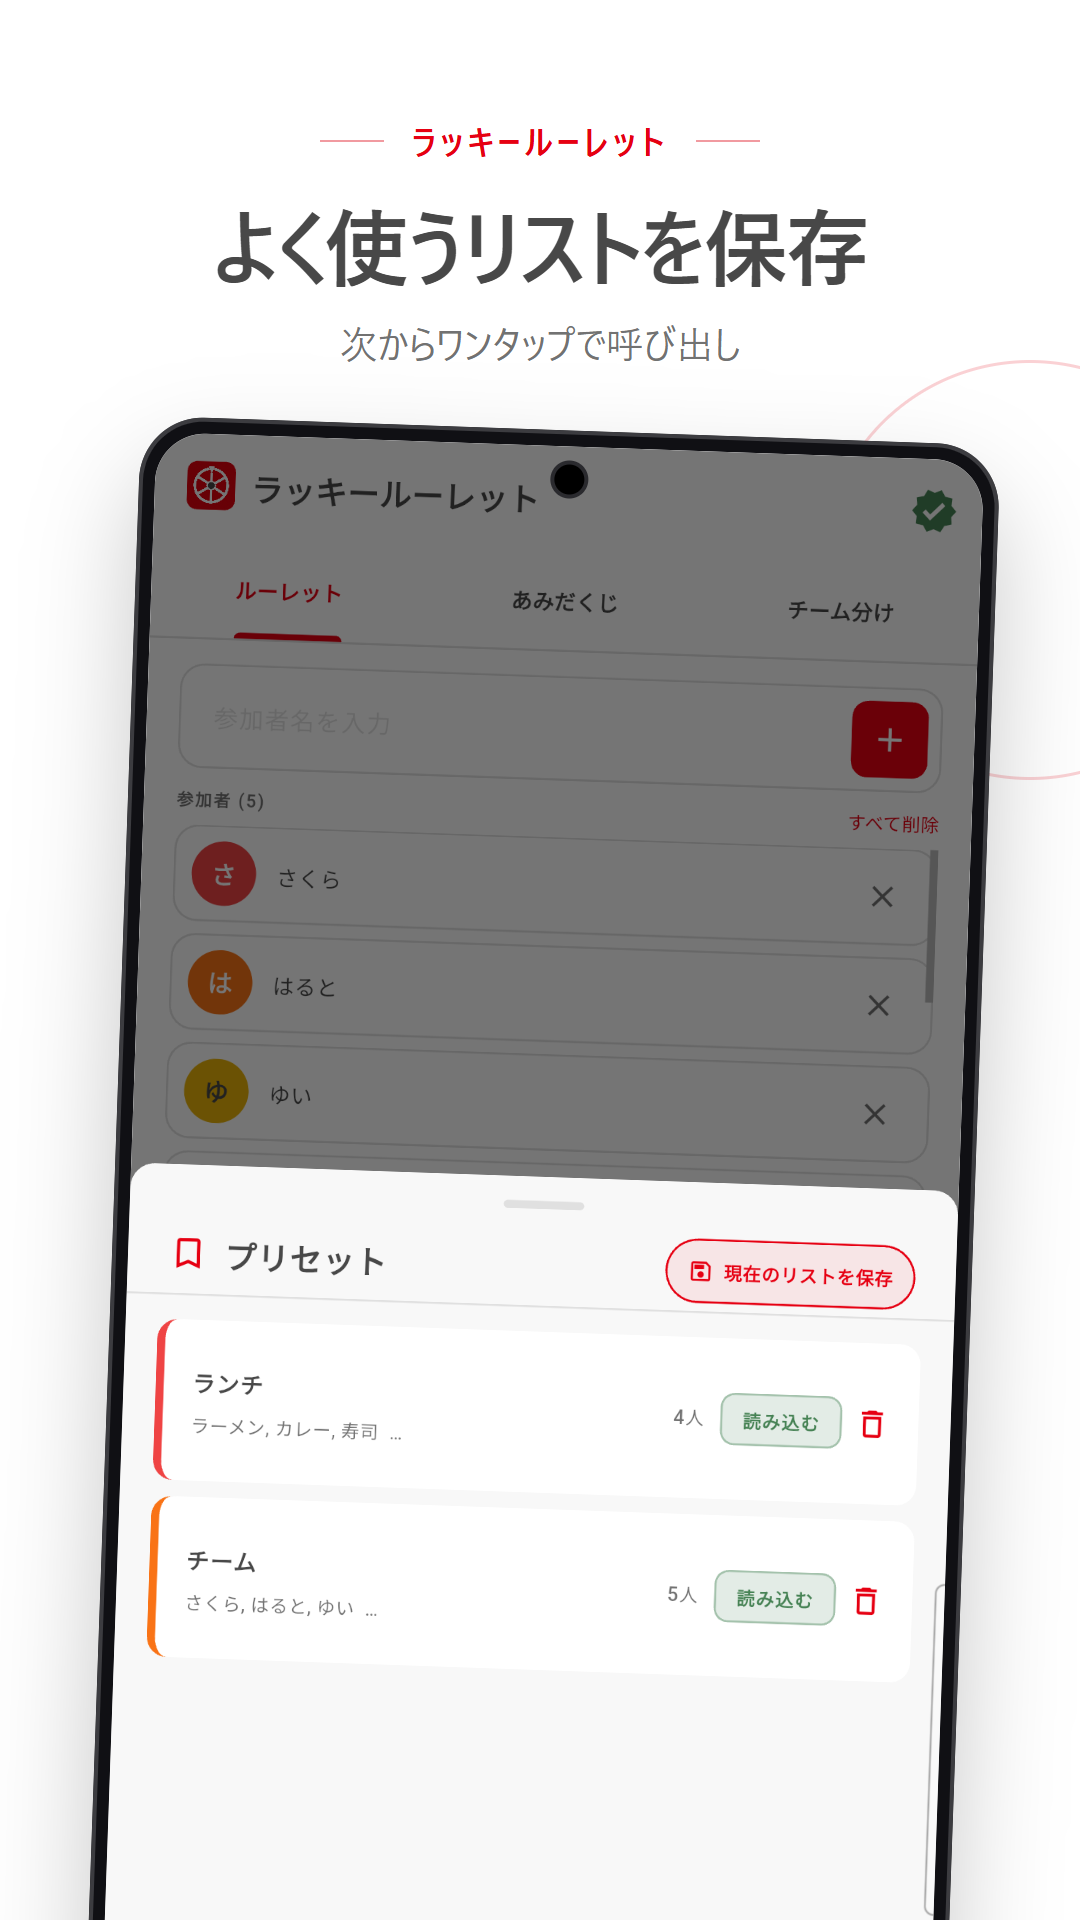 ラッキールーレット
よく使うリストを保存
次からワンタップで呼び出し
ラッキールーレット
ルーレット
あみだくじ
チーム分け
参加者名を入力
参加者 (5)
すべて削除
さ
さくら
は
はると
ゆ
ゆい
プリセット
現在のリストを保存
ランチ
ラーメン, カレー, 寿司 ...
4人
読み込む
チーム
さくら, はると, ゆい ...
5人
読み込む